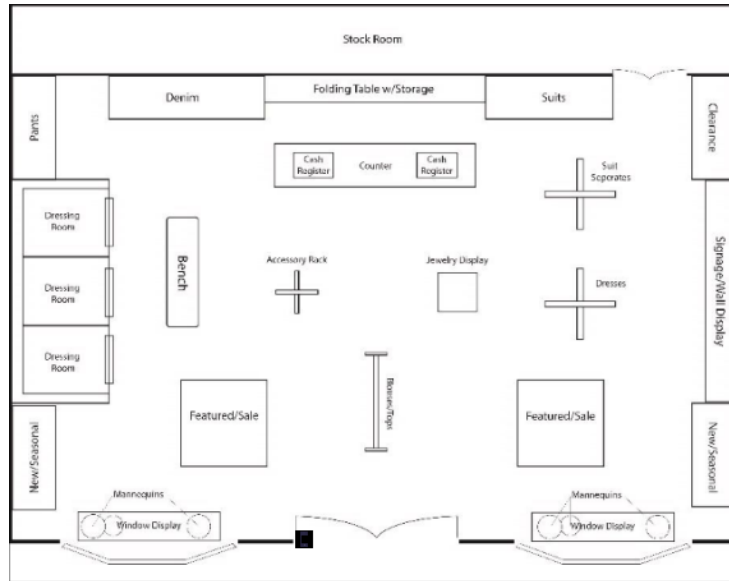 Stock Room
Denim
Folding Table w/Storage
Suits
Pants
Clearance
Cash
Register
Counter
Cash
Register
Suit
Seperates
Dressing
Room
Bench
Accessory Rack
Jewelry Display
Dresses
Signage/Wall Display
Dressing
Room
Dressing
Room
Featured/Sale
Blouses/Tops
Featured/Sale
New/Seasonal
New/Seasonal
Mannequins
Window Display
Mannequins
Window Display